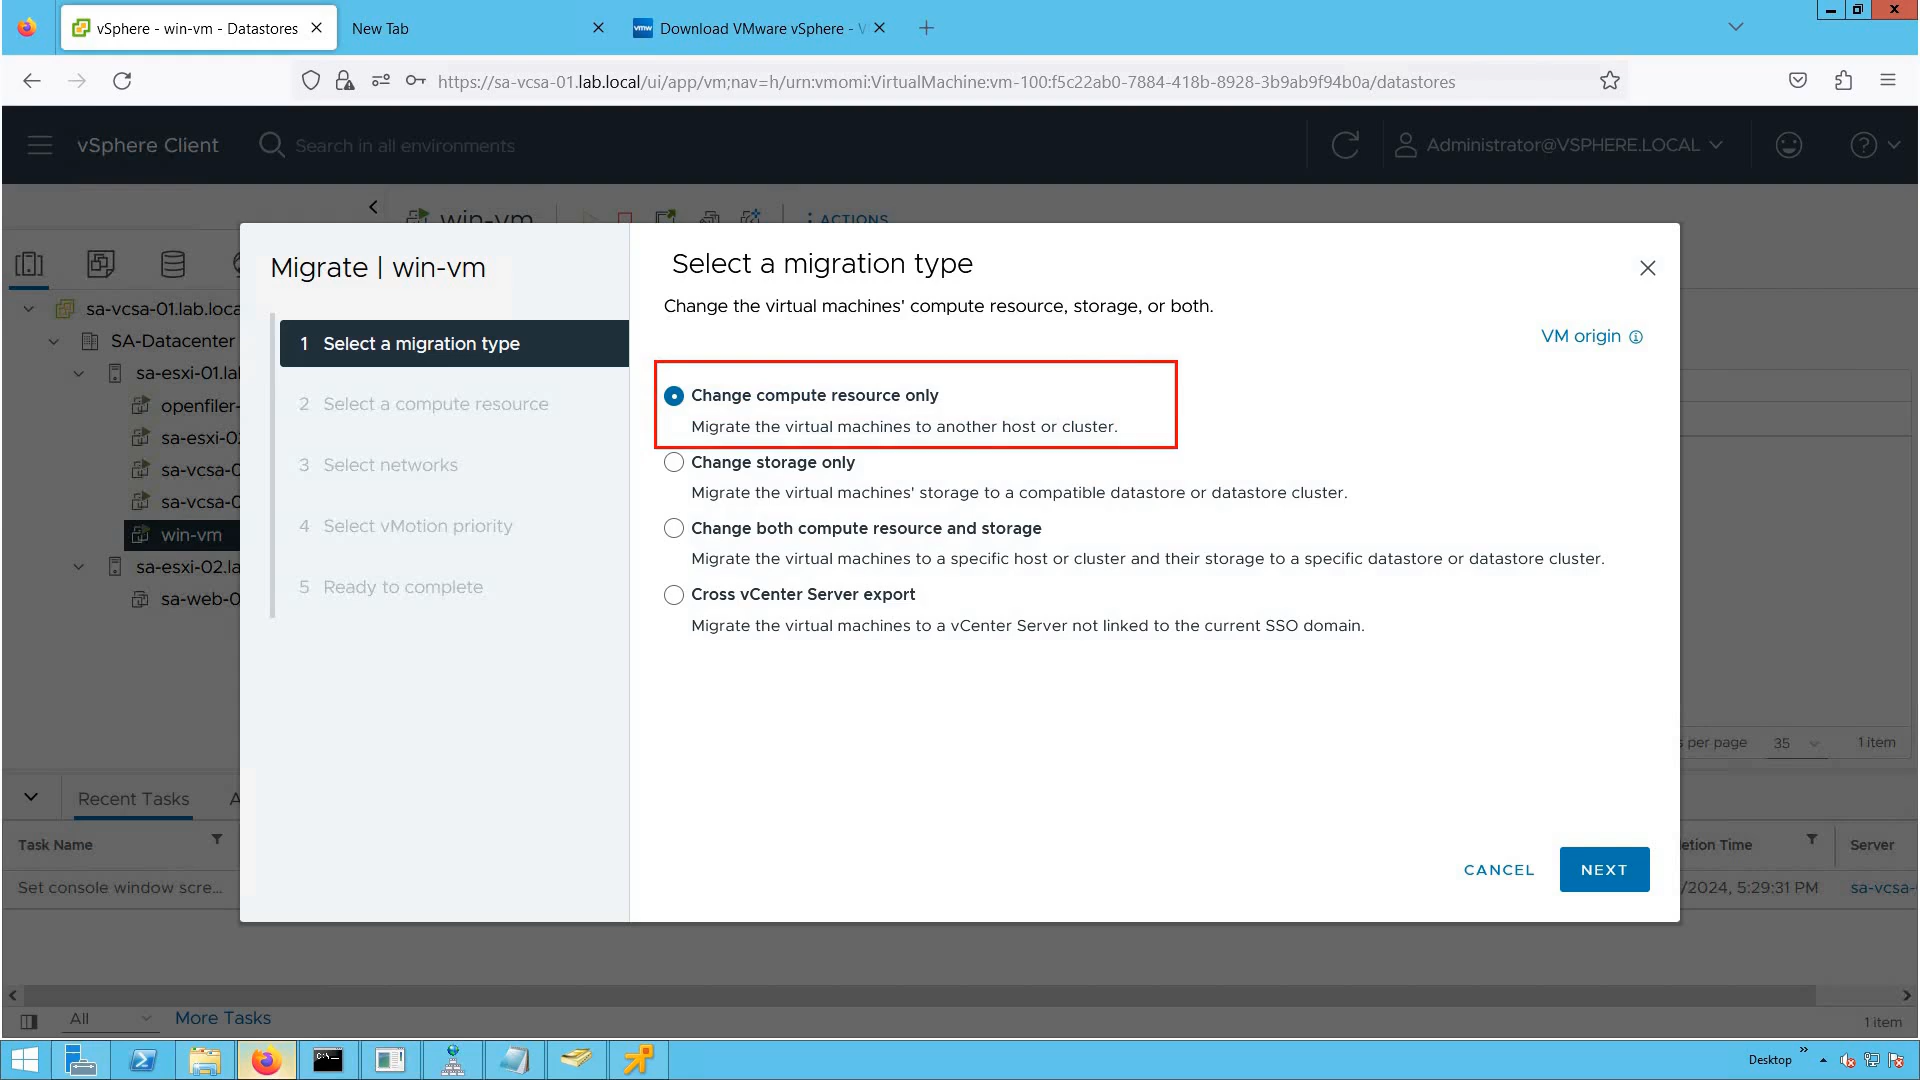 vSphere - win-vm - Datastores
New Tab
Download VMware vSphere -
https://sa-vcsa-01.lab.local/ui/app/vm;nav=h/urn:vmomi:VirtualMachine:vm-100:f5c22ab0-7884-418b-8928-3b9ab9f94b0a/datastores
vSphere Client
Search in all environments
Administrator@VSPHERE.LOCAL
win-vm
ACTIONS
Migrate | win-vm
1 Select a migration type
2 Select a compute resource
3 Select networks
4 Select vMotion priority
5 Ready to complete
Select a migration type
Change the virtual machines' compute resource, storage, or both.
VM origin
Change compute resource only
Migrate the virtual machines to another host or cluster.
Change storage only
Migrate the virtual machines' storage to a compatible datastore or datastore cluster.
Change both compute resource and storage
Migrate the virtual machines to a specific host or cluster and their storage to a specific datastore or datastore cluster.
Cross vCenter Server export
Migrate the virtual machines to a vCenter Server not linked to the current SSO domain.
CANCEL
NEXT
sa-vcsa-01.lab.loca
SA-Datacenter
sa-esxi-01.la
openfiler-
sa-esxi-0
sa-vcsa-0
sa-vcsa-0
win-vm
sa-esxi-02.la
sa-web-0
per page
35
1 item
Recent Tasks
Task Name
etion Time
Server
Set console window scre...
/2024, 5:29:31 PM
sa-vcsa-
All
More Tasks
1 item
Desktop